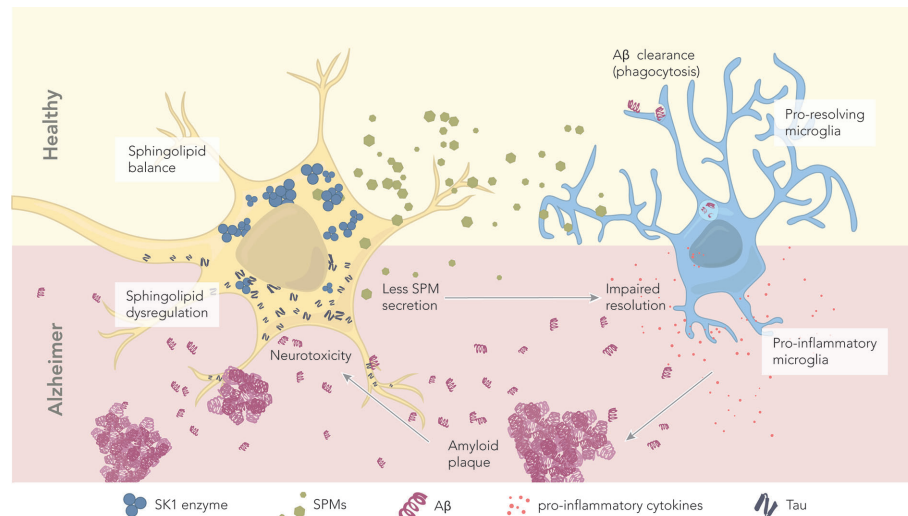 Healthy
Alzheimer
Sphingolipid
balance
Aβ clearance
(phagocytosis)
Pro-resolving
microglia
Sphingolipid
dysregulation
Less SPM
secretion
Impaired
resolution
Neurotoxicity
Pro-inflammatory
microglia
Amyloid
plaque
SK1 enzyme
SPMs
Aβ
pro-inflammatory cytokines
Tau